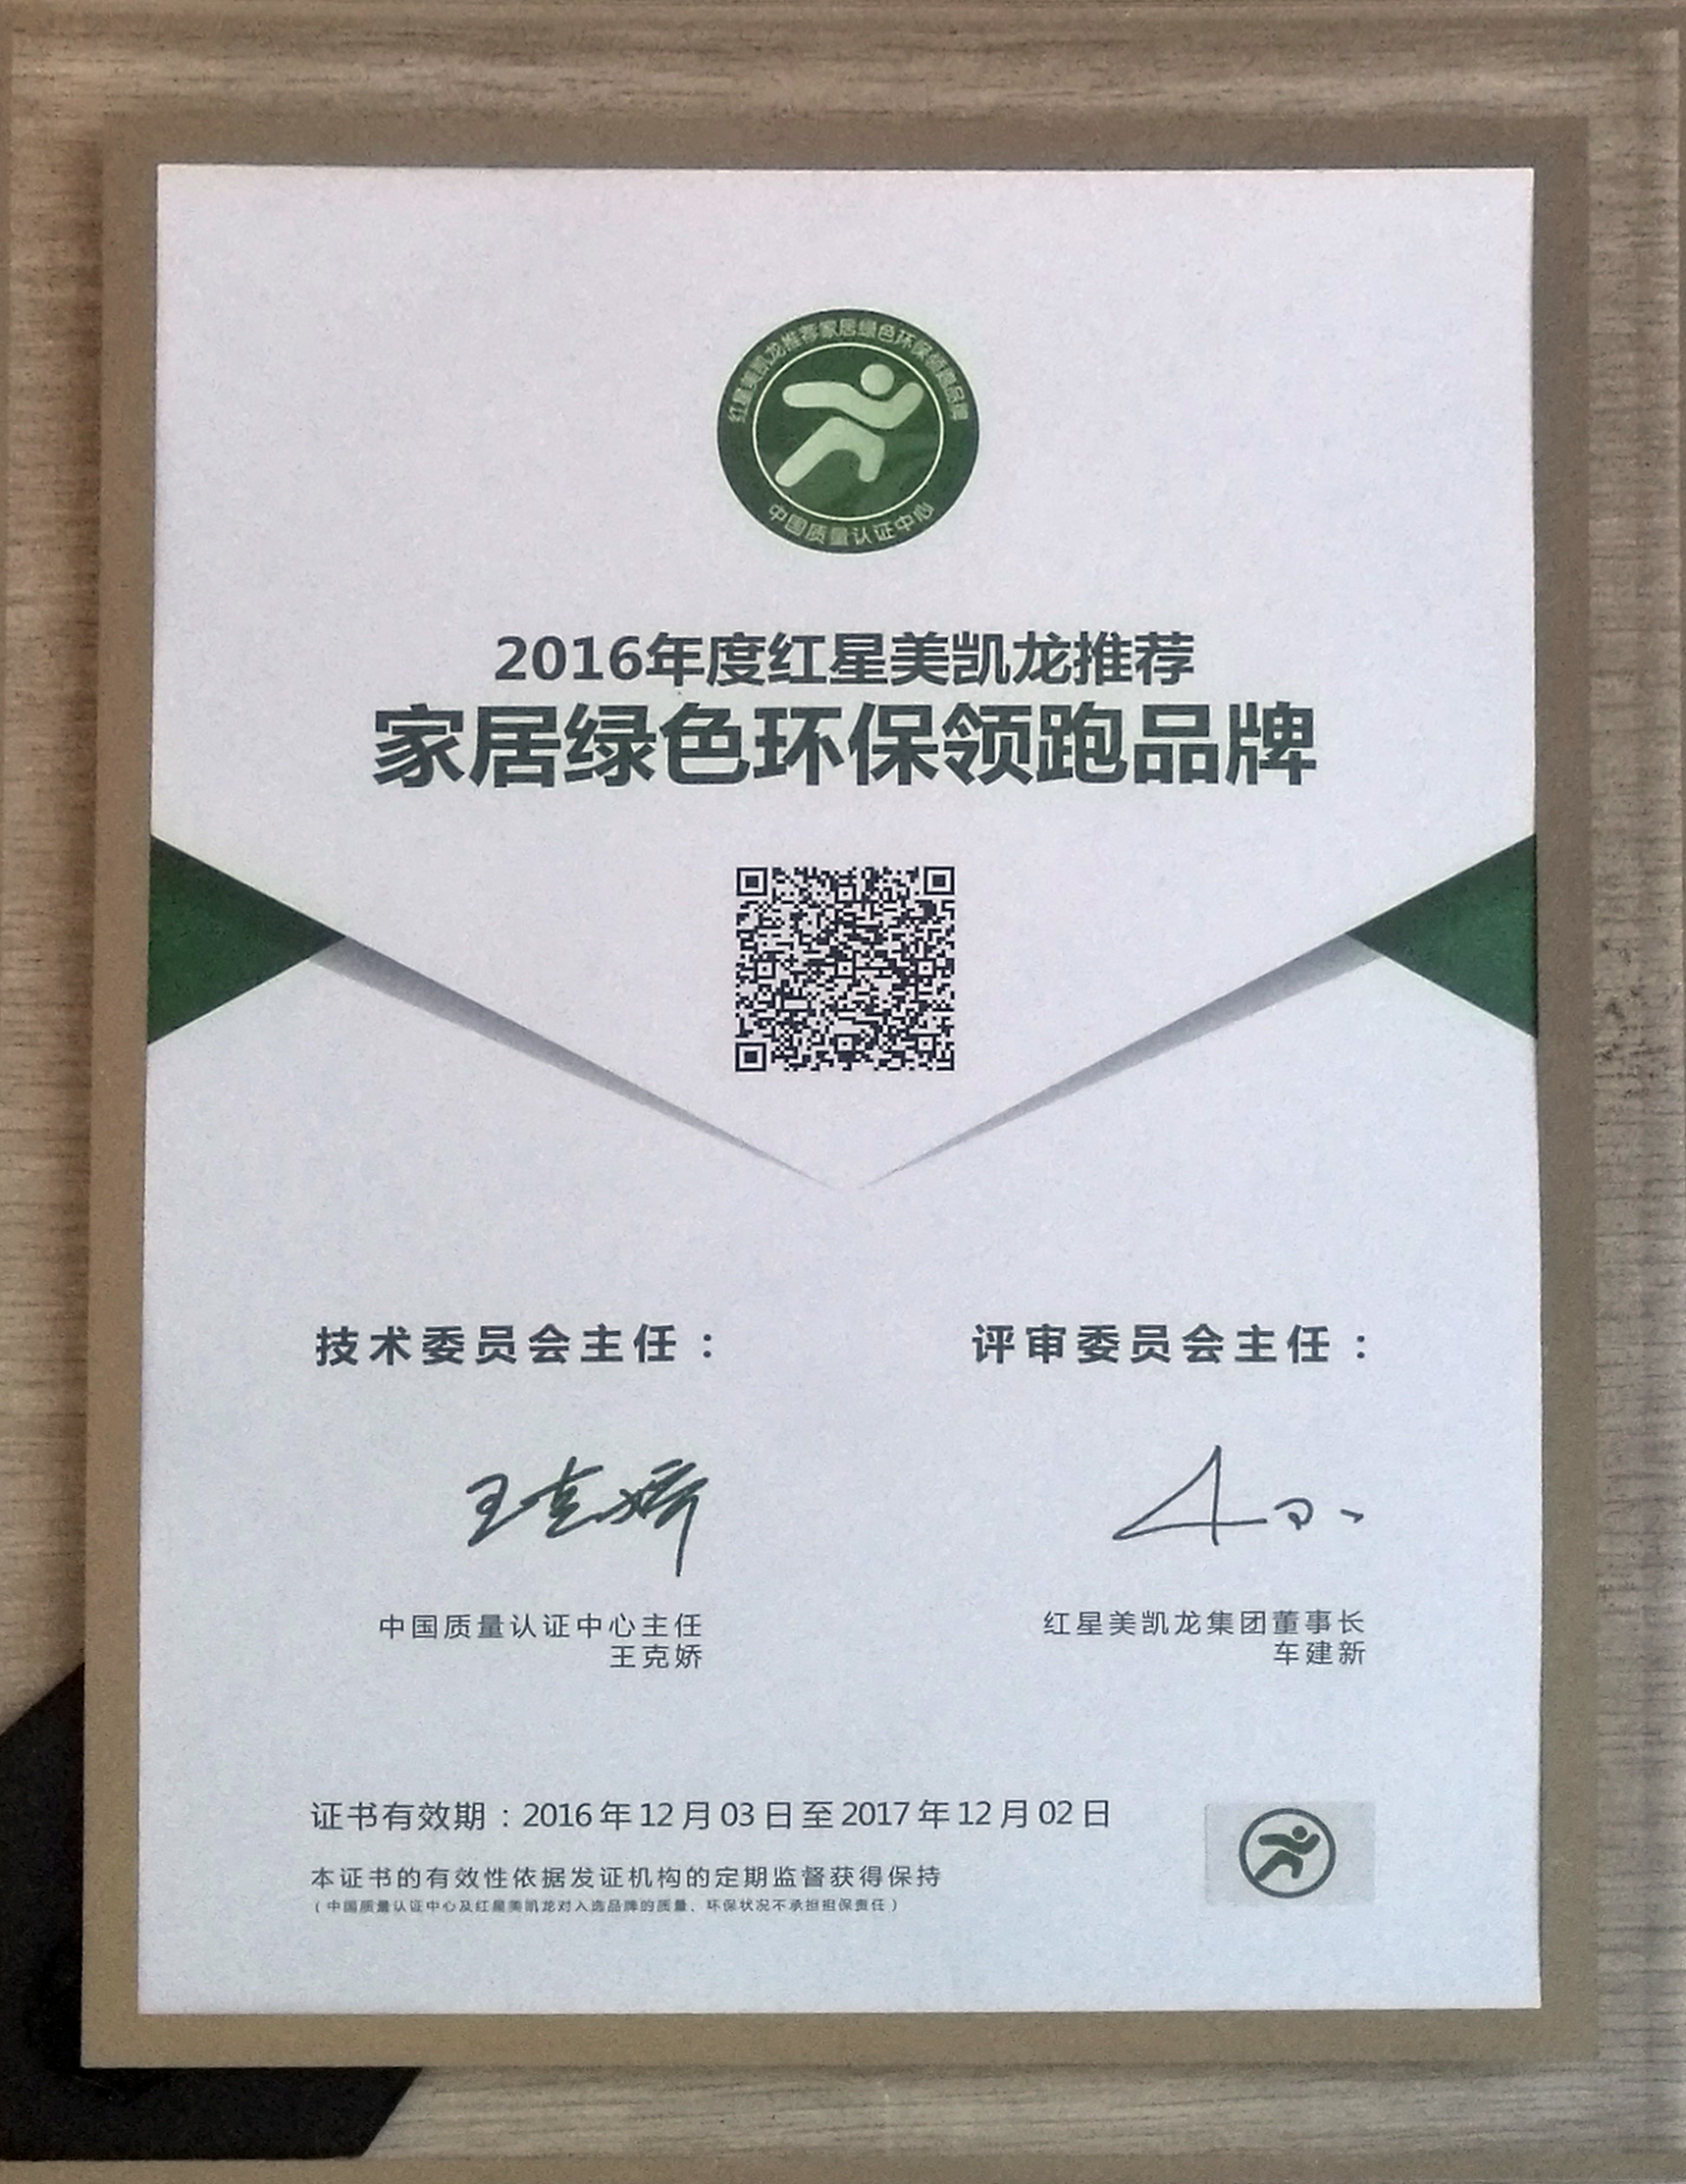 红星美凯龙推荐家居绿色环保领跑品牌
中国质量认证中心
2016年度红星美凯龙推荐
家居绿色环保领跑品牌
技术委员会主任：
评审委员会主任：
王克娇
中国质量认证中心主任
王克娇
红星美凯龙集团董事长
车建新
证书有效期：2016年12月03日至2017年12月02日
本证书的有效性依据发证机构的定期监督获得保持
（中国质量认证中心及红星美凯龙对入选品牌的质量、环保状况不承担担保责任）